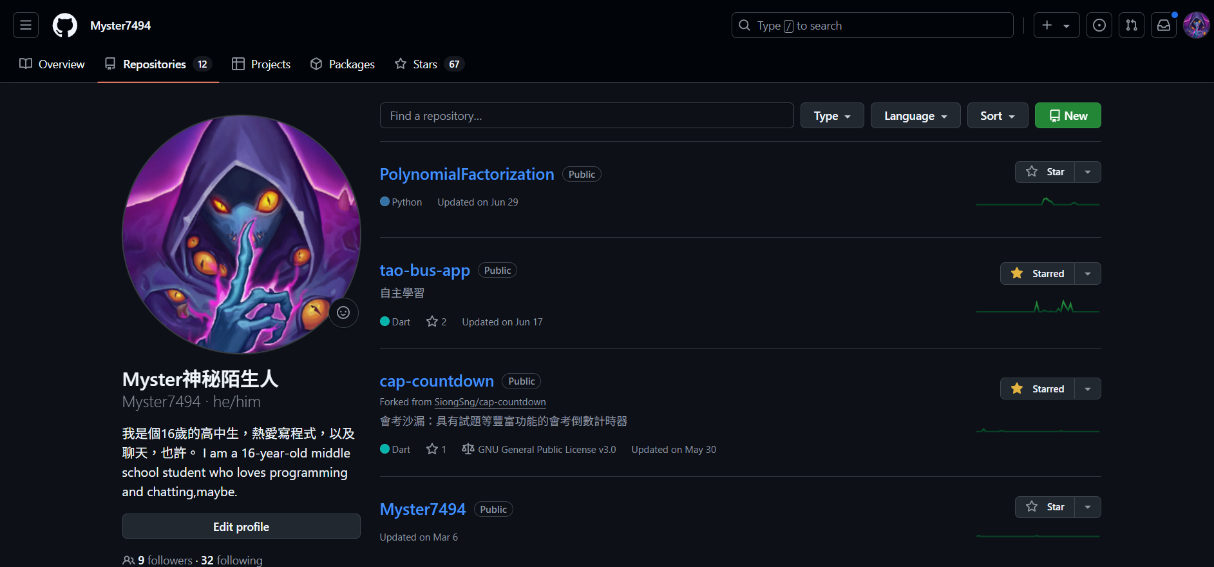 Myster7494
Type / to search
Overview
Repositories 12
Projects
Packages
Stars 67
Find a repository...
Type
Language
Sort
New
PolynomialFactorization Public
Star
Python Updated on Jun 29
tao-bus-app Public
Starred
自主學習
Dart 2 Updated on Jun 17
cap-countdown Public
Starred
Forked from SiongSng/cap-countdown
會考沙漏：具有試題等豐富功能的會考倒數計時器
Dart 1 GNU General Public License v3.0 Updated on May 30
Myster7494 Public
Star
Updated on Mar 6
Myster神秘陌生人
Myster7494 · he/him
我是個16歲的高中生，熱愛寫程式，以及
聊天，也許。 I am a 16-year-old middle
school student who loves programming
and chatting,maybe.
Edit profile
9 followers · 32 following